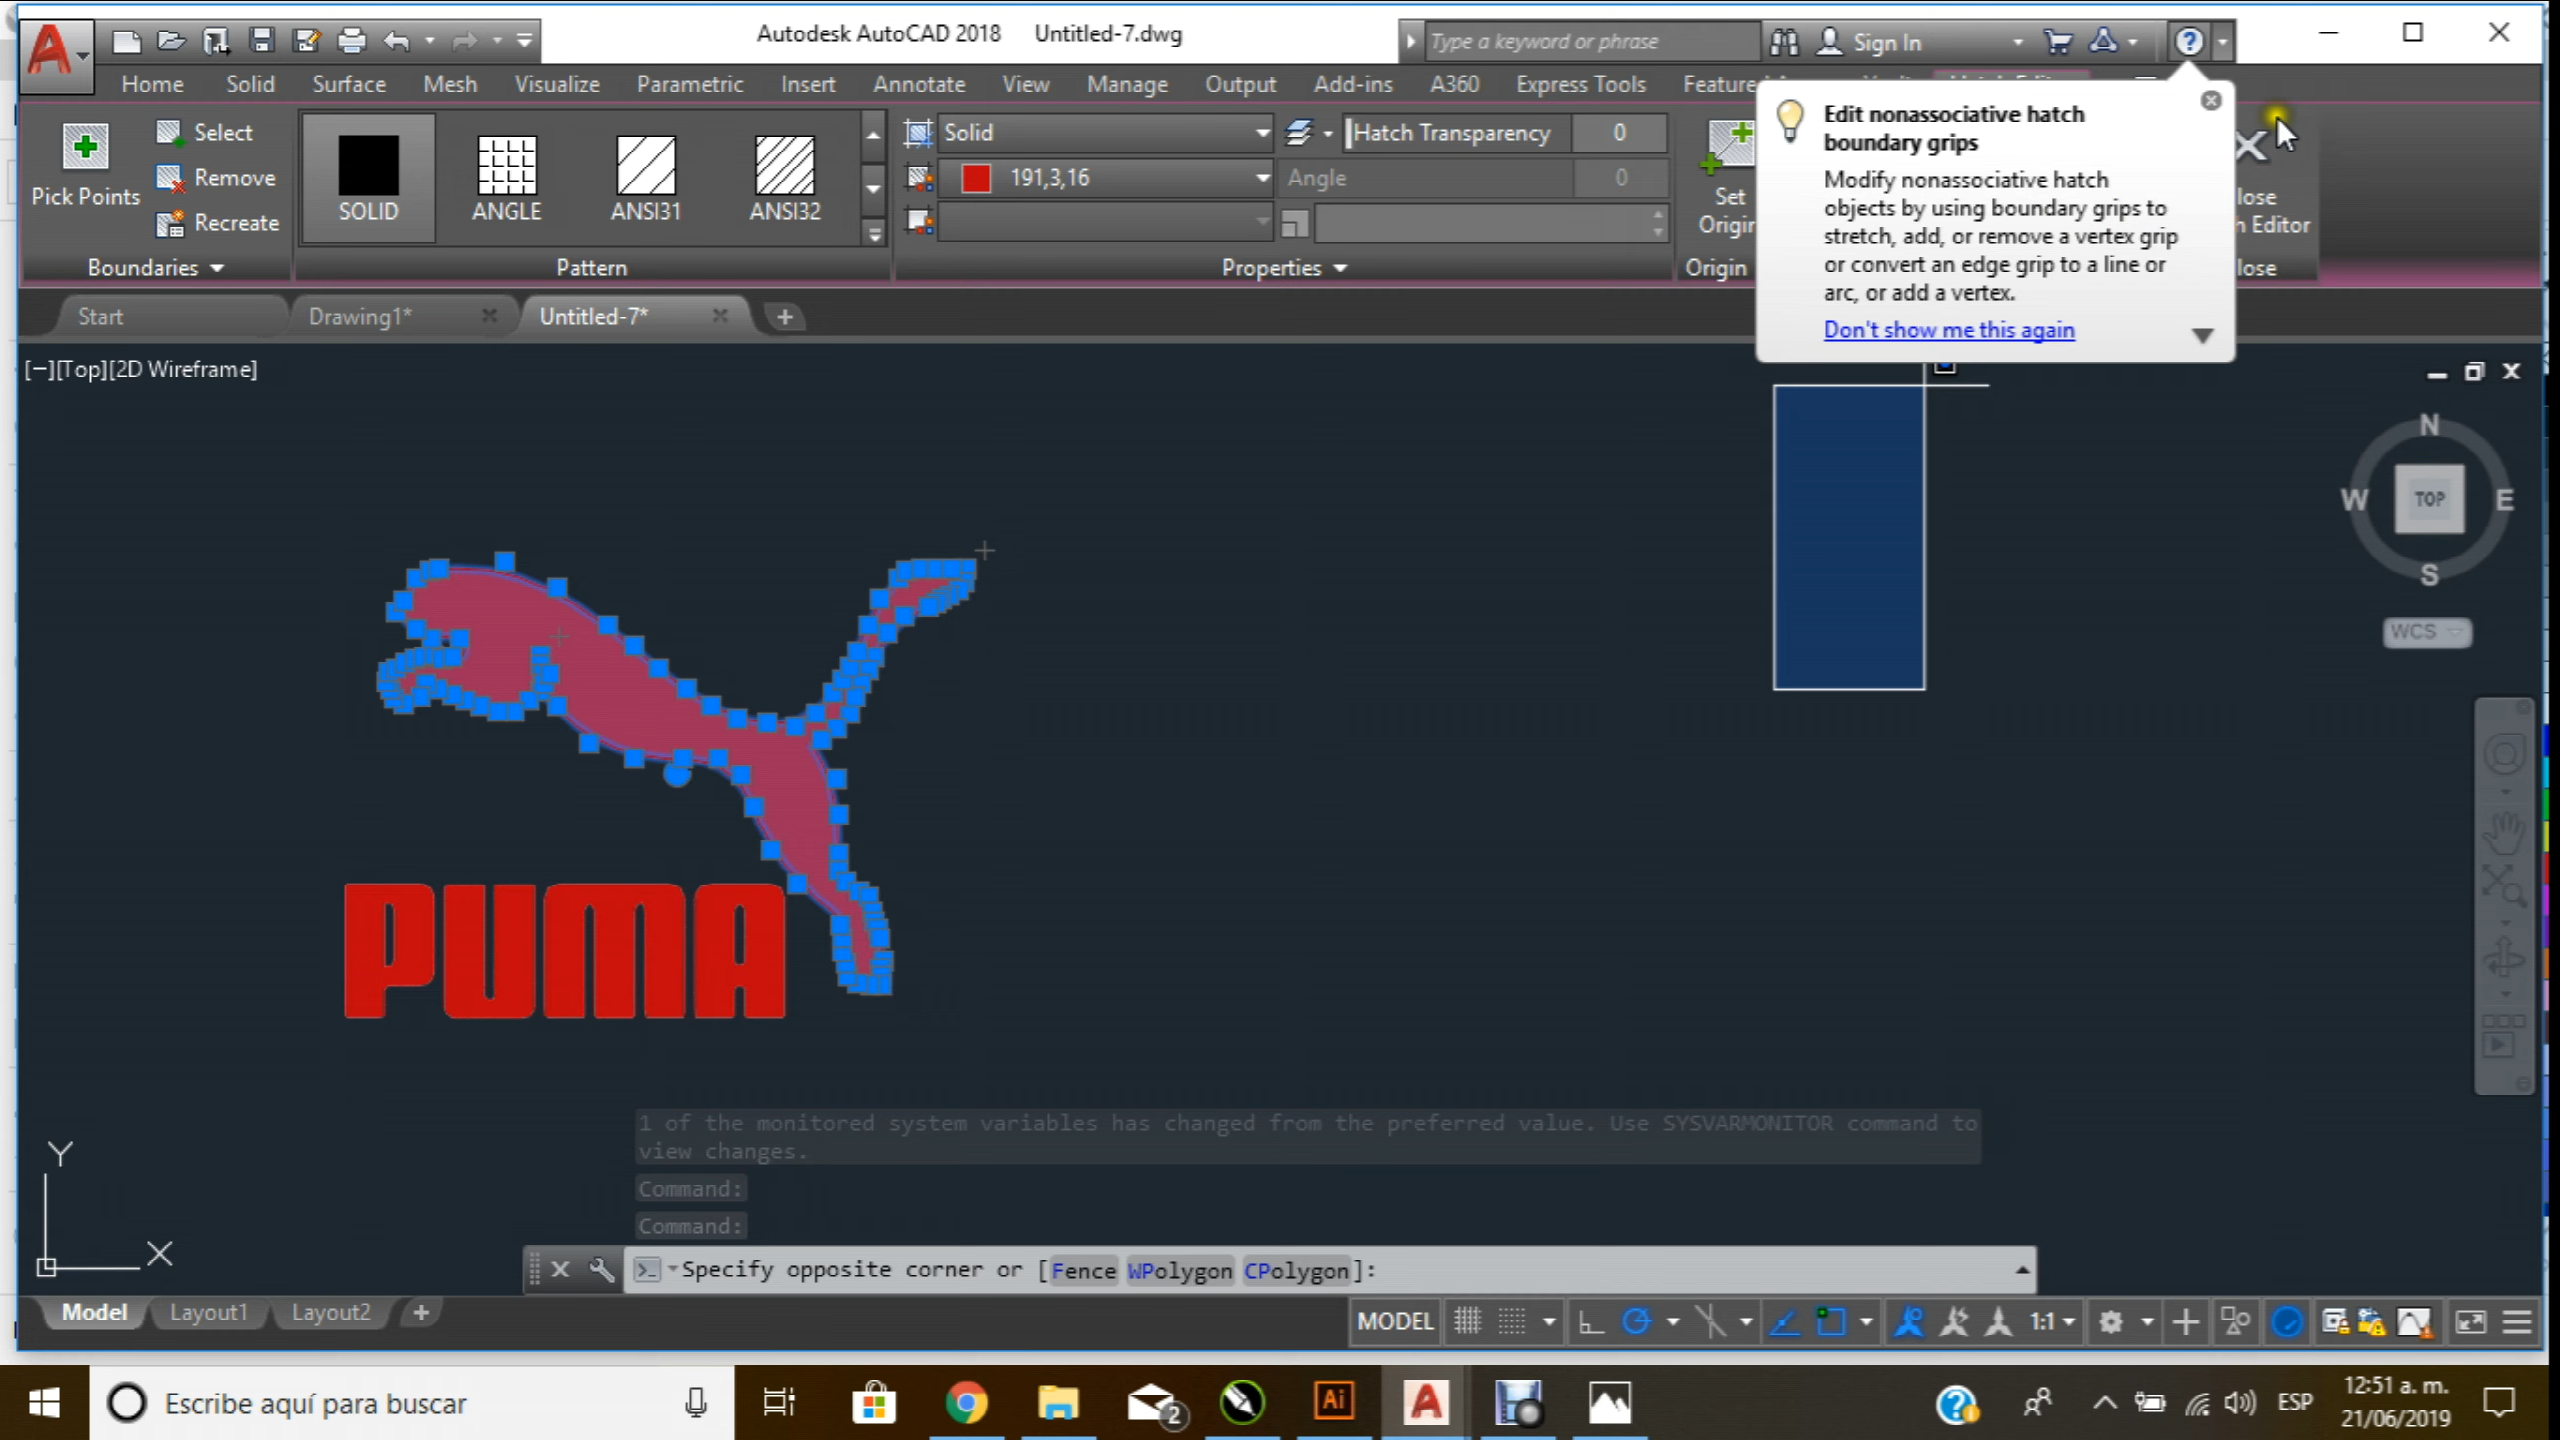 Autodesk AutoCAD 2018 Untitled-7.dwg
Type a keyword or phrase
Sign In
Home Solid Surface Mesh Visualize Parametric Insert Annotate View Manage Output Add-ins A360 Express Tools Feature
Pick Points
Select
Remove
Recreate
Boundaries
SOLID
ANGLE
ANSI31
ANSI32
Pattern
Solid
191,3,16
Hatch Transparency 0
Angle 0
Properties
Set
Origin
Origin
Edit nonassociative hatch
boundary grips
Modify nonassociative hatch
objects by using boundary grips to
stretch, add, or remove a vertex grip
or convert an edge grip to a line or
arc, or add a vertex.
Don't show me this again
lose
h Editor
lose
Start Drawing1* Untitled-7*
[−][Top][2D Wireframe]
N
W TOP E
S
WCS
PUMA
Y
X
1 of the monitored system variables has changed from the preferred value. Use SYSVARMONITOR command to
view changes.
Command:
Command:
Specify opposite corner or [Fence WPolygon CPolygon]:
Model Layout1 Layout2
MODEL 1:1
Escribe aquí para buscar
2
Ai
A
ESP
12:51 a. m.
21/06/2019